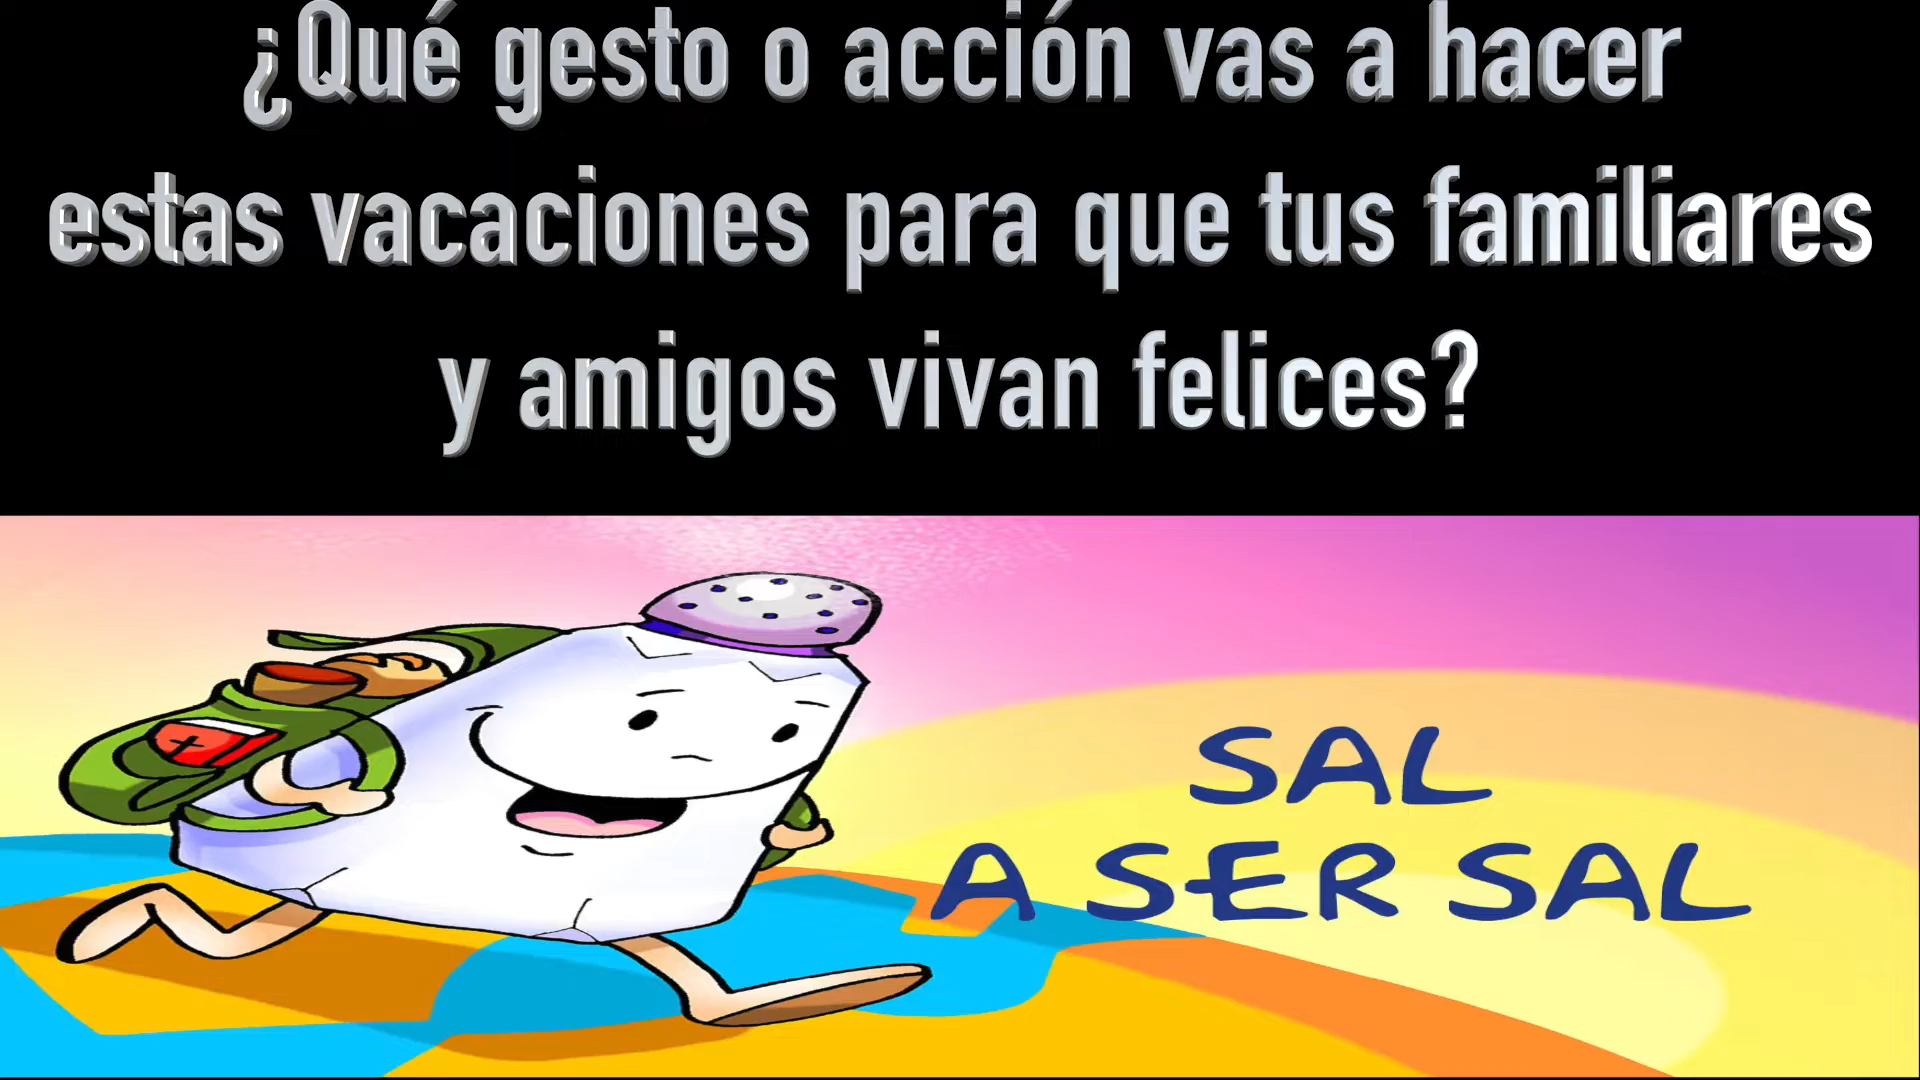 ¿Qué gesto o acción vas a hacer
estas vacaciones para que tus familiares
y amigos vivan felices?
SAL
A SER SAL